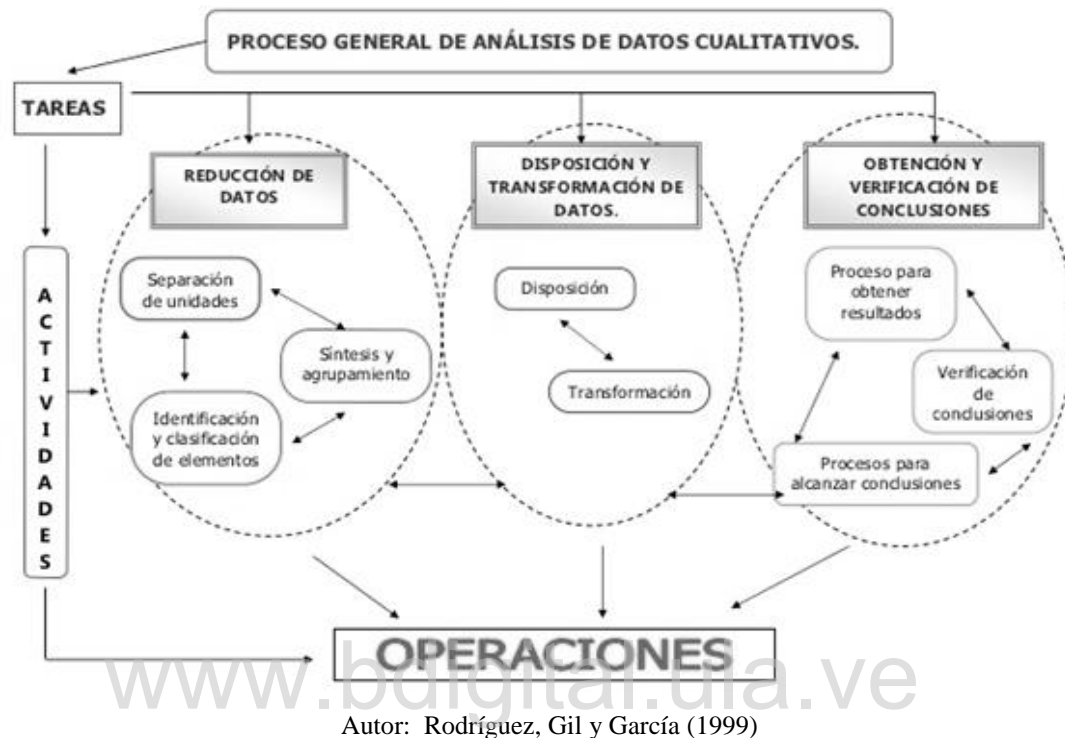 PROCESO GENERAL DE ANÁLISIS DE DATOS CUALITATIVOS.
TAREAS
REDUCCIÓN DE
DATOS
DISPOSICIÓN Y
TRANSFORMACIÓN DE
DATOS.
OBTENCIÓN Y
VERIFICACIÓN DE
CONCLUSIONES
ACTIVIDADES
Separación
de unidades
Síntesis y
agrupamiento
Identificación
y clasificación
de elementos
Disposición
Transformación
Proceso para
obtener
resultados
Verificación
de
conclusiones
Procesos para
alcanzar conclusiones
OPERACIONES
www.bdigital.ula.ve
Autor: Rodríguez, Gil y García (1999)